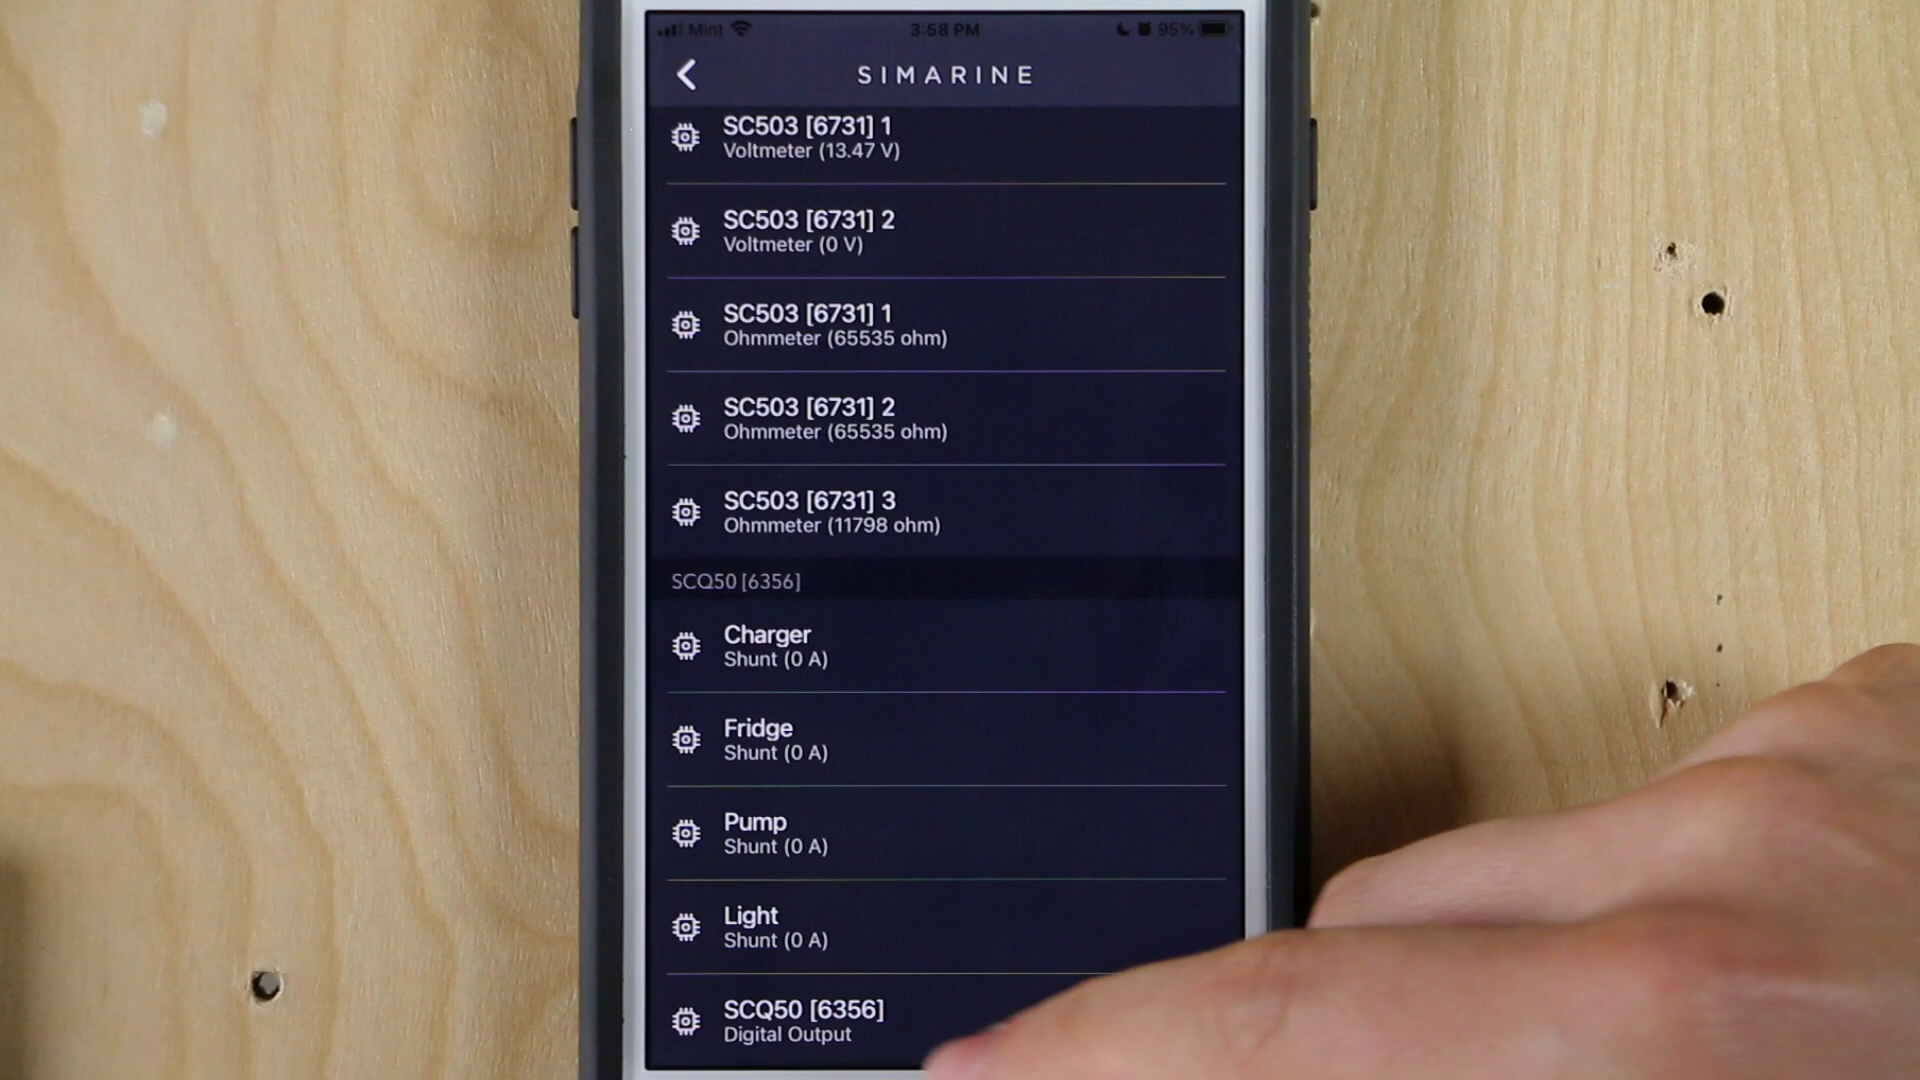 Mint 3:58 PM 95%
SIMARINE
SC503 [6731] 1
Voltmeter (13.47 V)
SC503 [6731] 2
Voltmeter (0 V)
SC503 [6731] 1
Ohmmeter (65535 ohm)
SC503 [6731] 2
Ohmmeter (65535 ohm)
SC503 [6731] 3
Ohmmeter (11798 ohm)
SCQ50 [6356]
Charger
Shunt (0 A)
Fridge
Shunt (0 A)
Pump
Shunt (0 A)
Light
Shunt (0 A)
SCQ50 [6356]
Digital Output